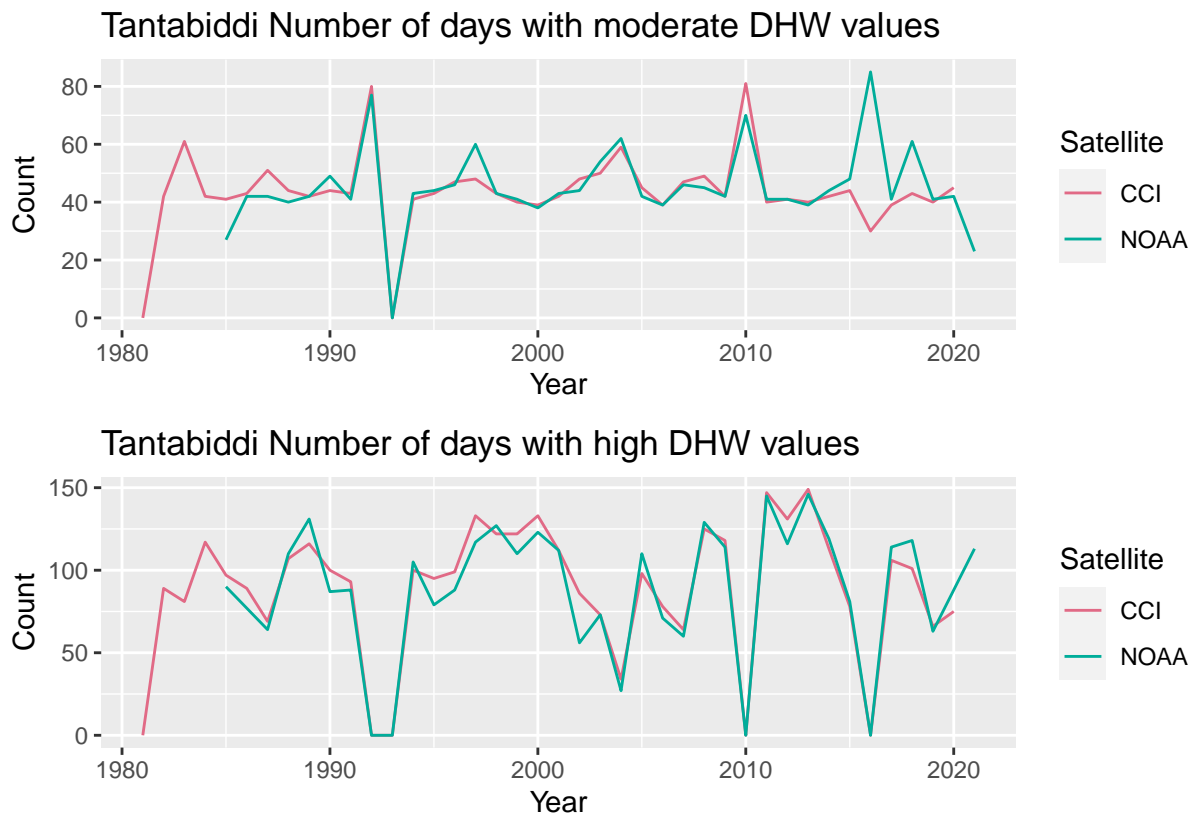 Tantabiddi Number of days with moderate DHW values
80
60
40
20
0
Count
1980 1990 2000 2010 2020
Year
Satellite
CCI
NOAA
Tantabiddi Number of days with high DHW values
150
100
50
0
Count
1980 1990 2000 2010 2020
Year
Satellite
CCI
NOAA